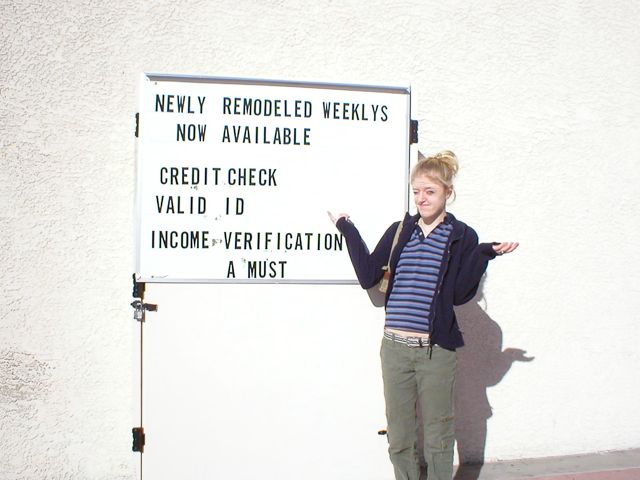 NEWLY REMODELED WEEKLYS
NOW AVAILABLE
CREDIT CHECK
VALID ID
INCOME VERIFICATION
A MUST